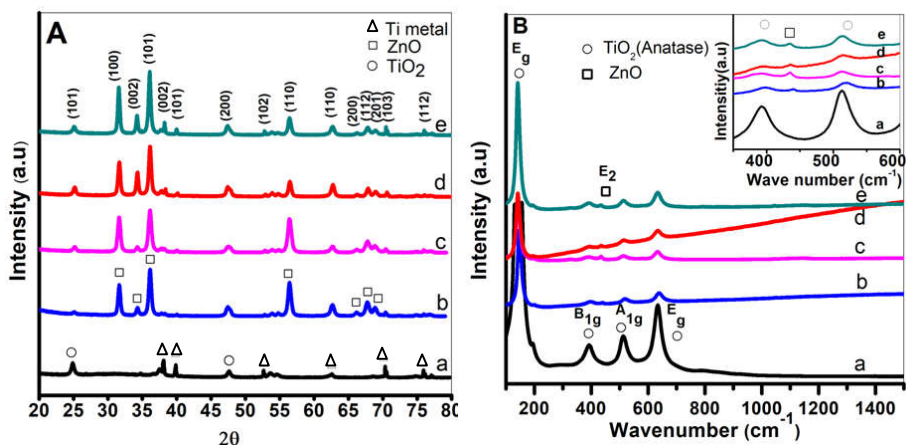 A
△ Ti metal
□ ZnO
○ TiO2
(101)
(100)
(002)
(101)
(002)
(101)
(200)
(102)
(110)
(110)
(200)
(112)
(201)
(103)
(112)
e
d
c
b
a
Intensity (a.u)
20 25 30 35 40 45 50 55 60 65 70 75 80
2θ
B
Eg
○ TiO2(Anatase)
□ ZnO
E2
B1g
A1g
Eg
e
d
c
b
a
Intensity (a.u)
200 400 600 800 1000 1200 1400
Wavenumber (cm-1)
e
d
c
b
a
Intensitiy(a.u)
400 500 600
Wave number (cm-1)